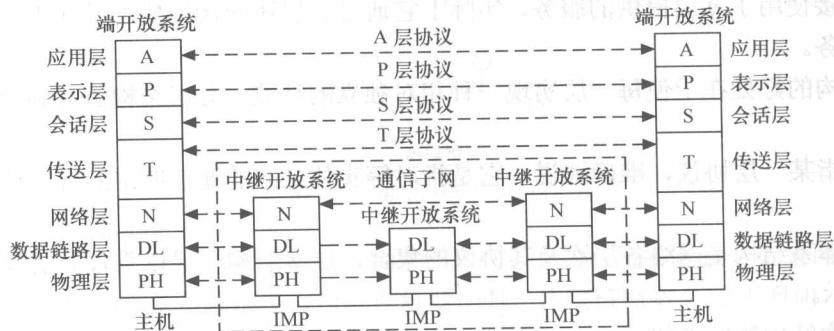 端开放系统 端开放系统
应用层 A A 层协议 A 应用层
表示层 P P 层协议 P 表示层
会话层 S S 层协议 S 会话层
T 层协议
传送层 T T 传送层
中继开放系统 通信子网 中继开放系统
网络层 N N 中继开放系统 N N 网络层
数据链路层 DL DL DL DL DL 数据链路层
物理层 PH PH PH PH PH 物理层
主机 IMP IMP IMP 主机